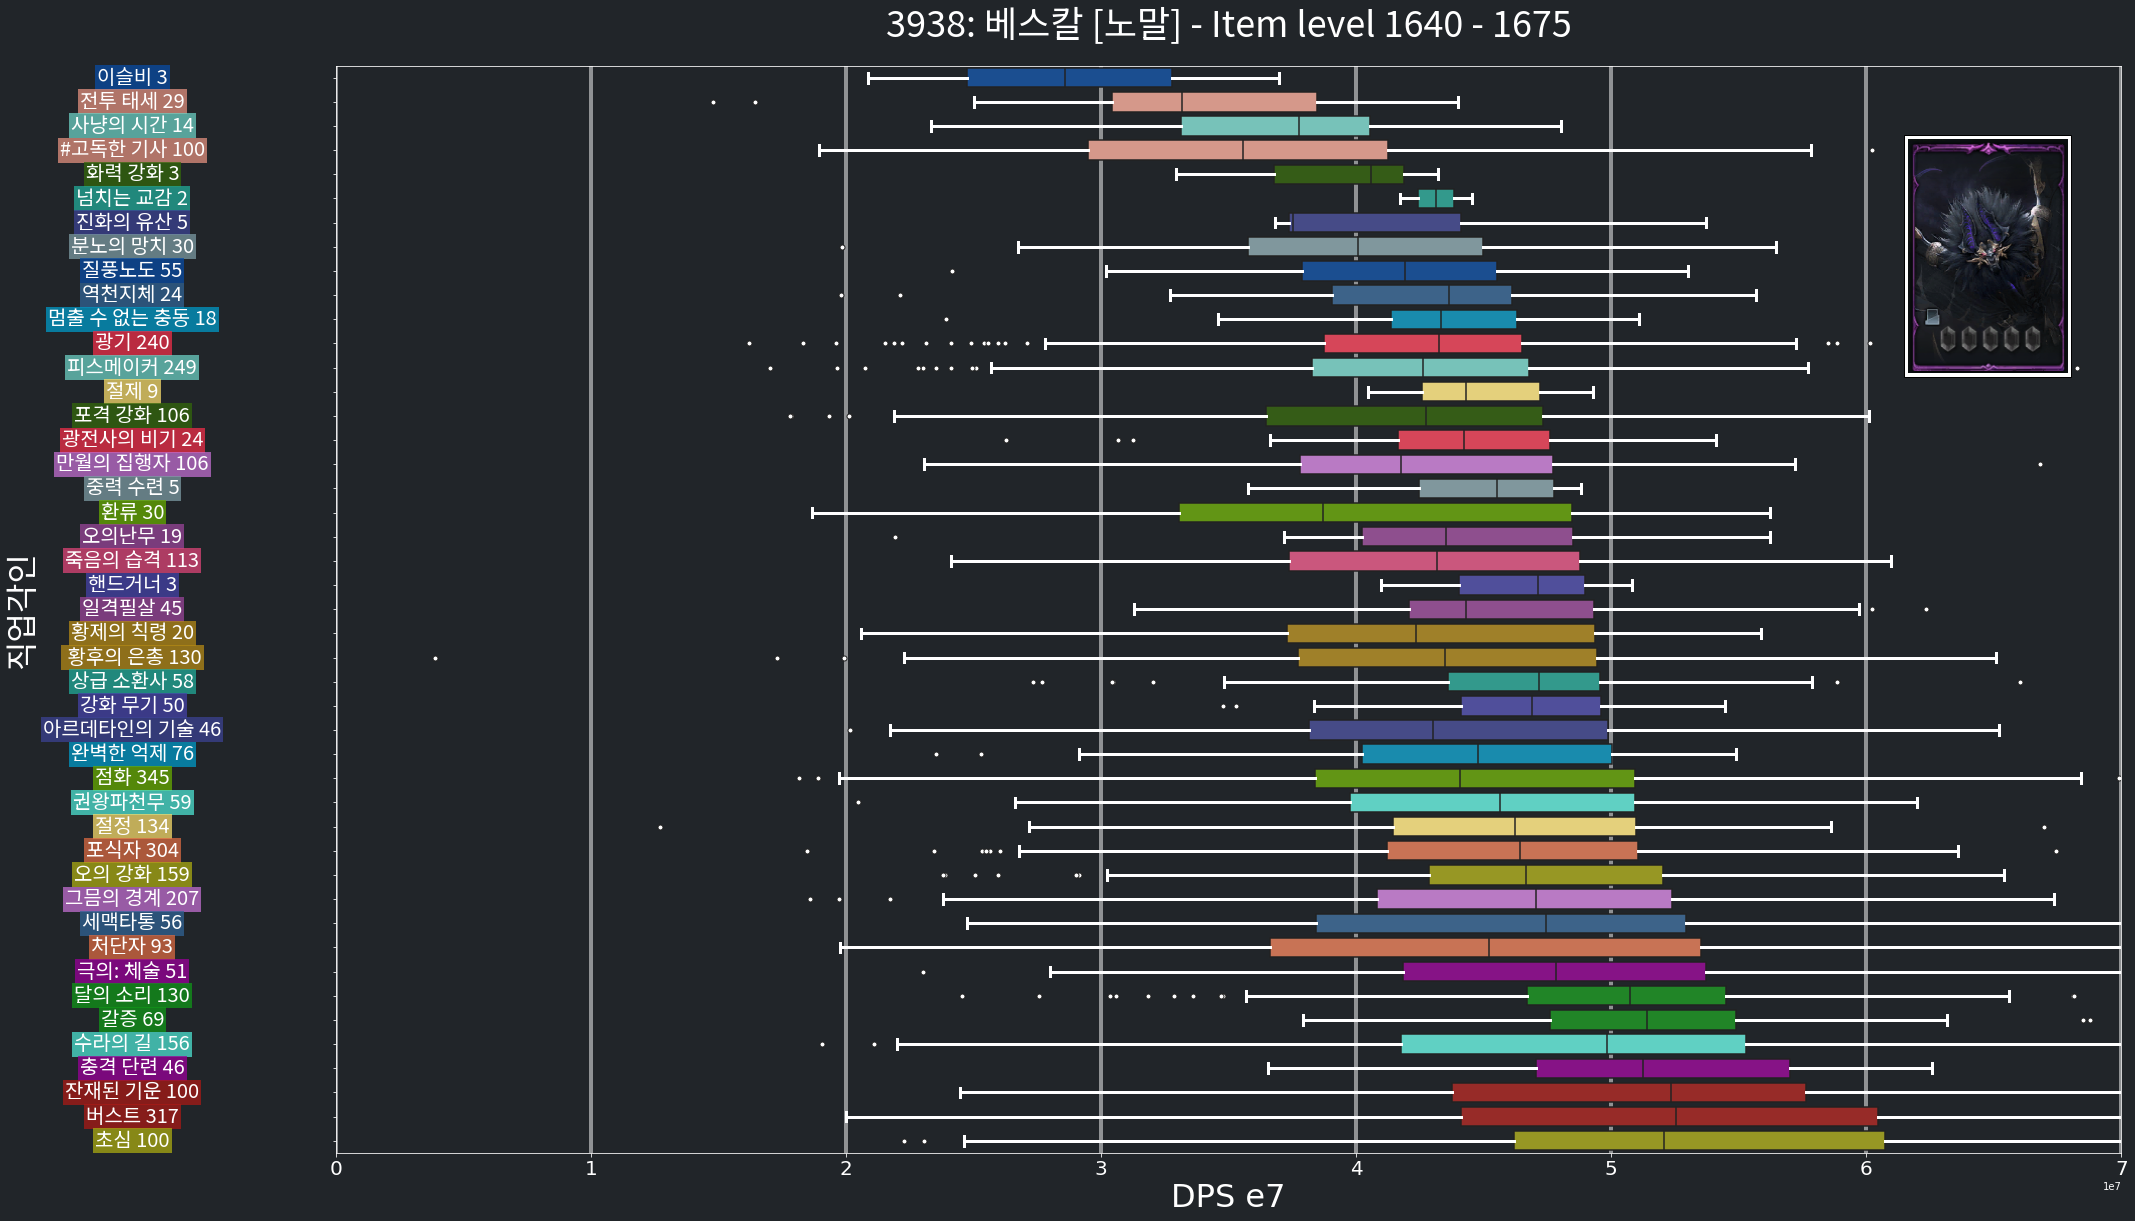 3938: 베스칼 [노말] - Item level 1640 - 1675
직업각인
이슬비 3
전투 태세 29
사냥의 시간 14
#고독한 기사 100
화력 강화 3
넘치는 교감 2
진화의 유산 5
분노의 망치 30
질풍노도 55
역천지체 24
멈출 수 없는 충동 18
광기 240
피스메이커 249
절제 9
포격 강화 106
광전사의 비기 24
만월의 집행자 106
중력 수련 5
환류 30
오의난무 19
죽음의 습격 113
핸드거너 3
일격필살 45
황제의 칙령 20
황후의 은총 130
상급 소환사 58
강화 무기 50
아르데타인의 기술 46
완벽한 억제 76
점화 345
권왕파천무 59
절정 134
포식자 304
오의 강화 159
그믐의 경계 207
세맥타통 56
처단자 93
극의: 체술 51
달의 소리 130
갈증 69
수라의 길 156
충격 단련 46
잔재된 기운 100
버스트 317
초심 100
0 1 2 3 4 5 6 7
1e7
DPS e7